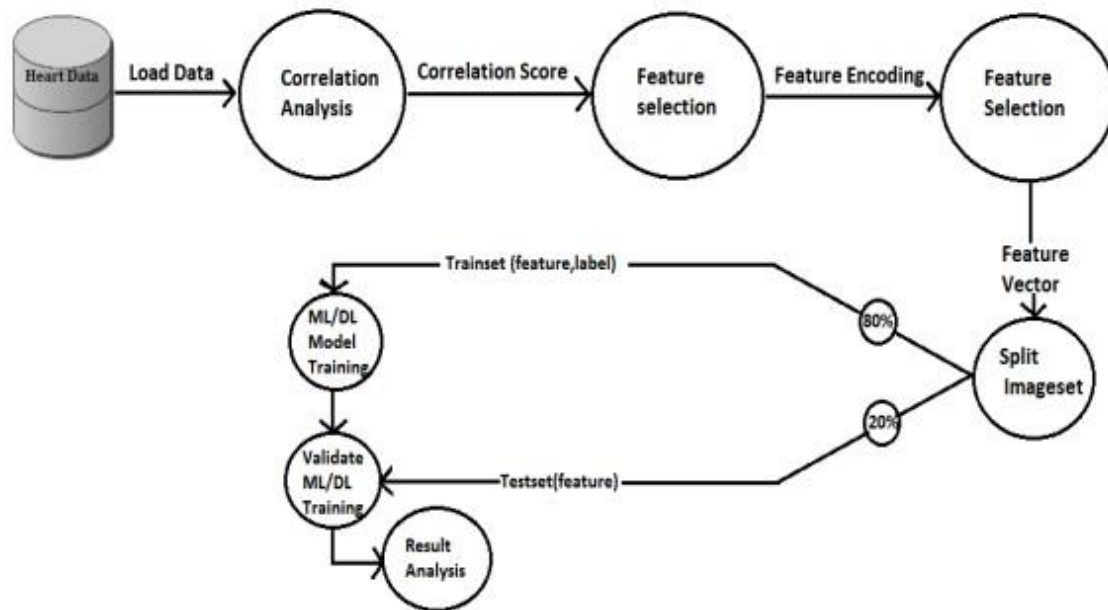 Heart Data
Load Data
Correlation
Analysis
Correlation Score
Feature
selection
Feature Encoding
Feature
Selection
Feature
Vector
Split
Imageset
80%
20%
Trainset (feature,label)
ML/DL
Model
Training
Testset(feature)
Validate
ML/DL
Training
Result
Analysis